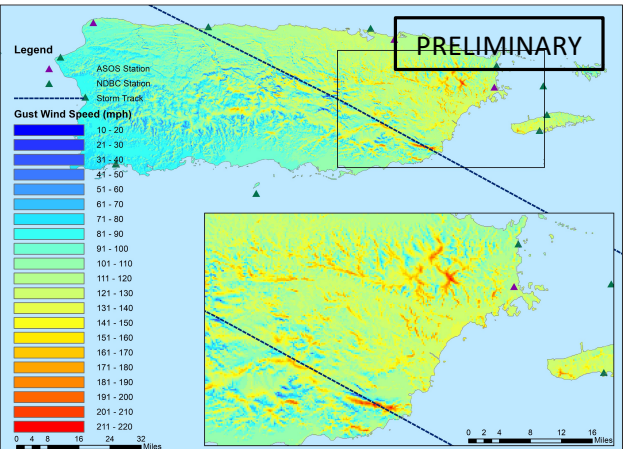 PRELIMINARY
Legend
ASOS Station
NDBC Station
Storm Track
Gust Wind Speed (mph)
10 - 20
21 - 30
31 - 40
41 - 50
51 - 60
61 - 70
71 - 80
81 - 90
91 - 100
101 - 110
111 - 120
121 - 130
131 - 140
141 - 150
151 - 160
161 - 170
171 - 180
181 - 190
191 - 200
201 - 210
211 - 220
0 4 8 16 24 32
Miles
0 2 4 8 12 16
Miles